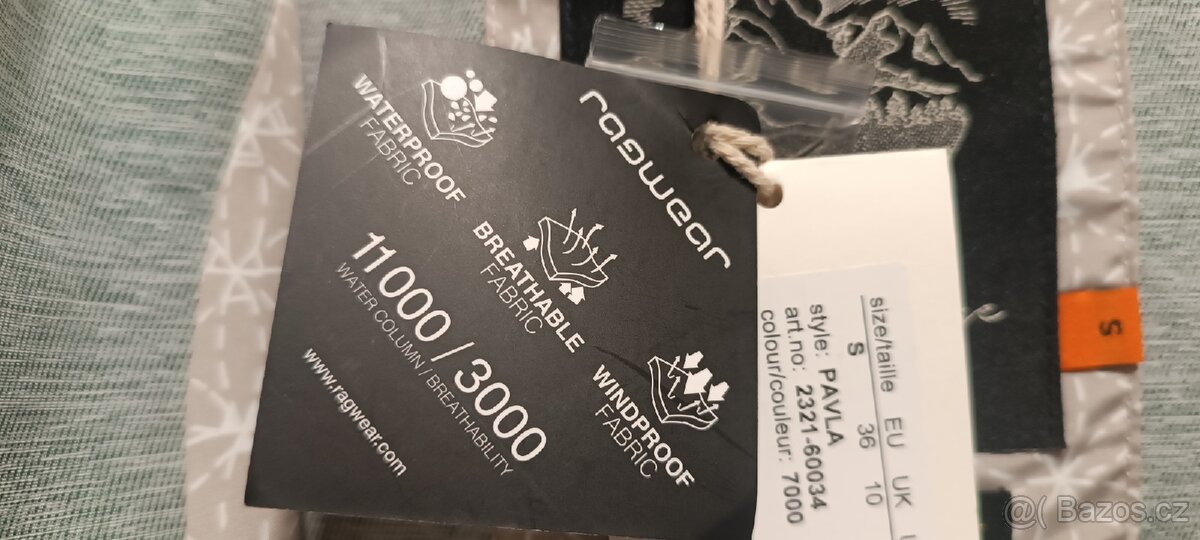 ragwear
WATERPROOF
FABRIC
BREATHABLE
FABRIC
WINDPROOF
FABRIC
11000 / 3000
WATER COLUMN / BREATHABILITY
www.ragwear.com
size/taille EU UK
S 36 10
style: PAVLA
art.no: 2321-60034
colour/couleur: 7000
S
@( Bazos.cz